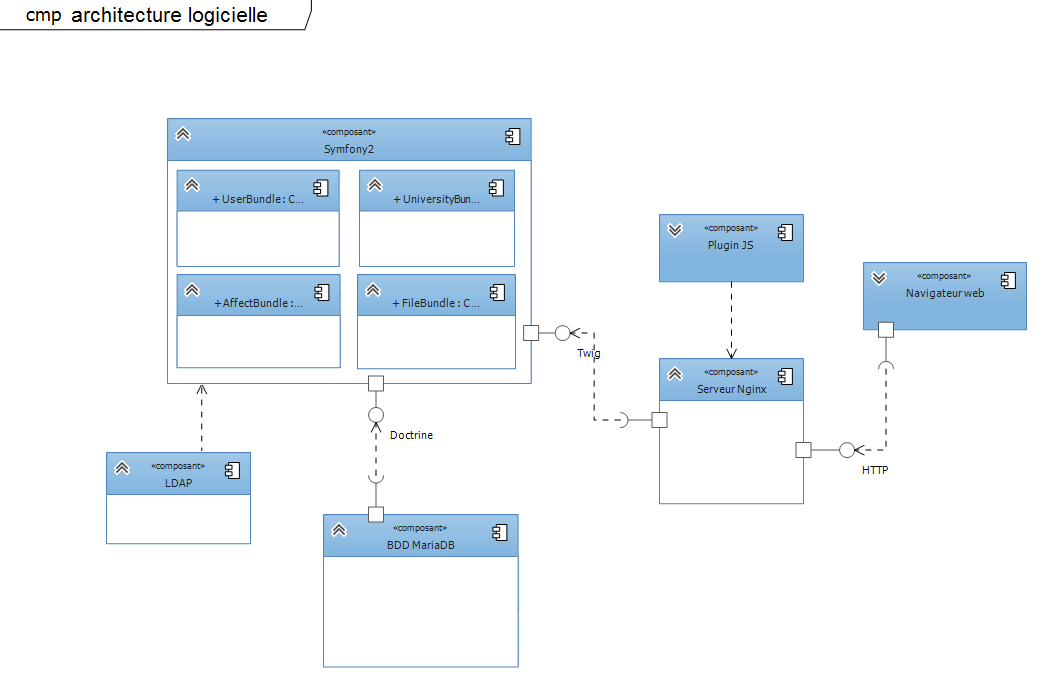 cmp architecture logicielle
«composant»
Symfony2
+ UserBundle : C...
+ UniversityBun...
+AffectBundle :...
+FileBundle : C...
«composant»
Plugin JS
«composant»
Navigateur web
Twig
«composant»
Serveur Nginx
Doctrine
HTTP
«composant»
LDAP
«composant»
BDD MariaDB